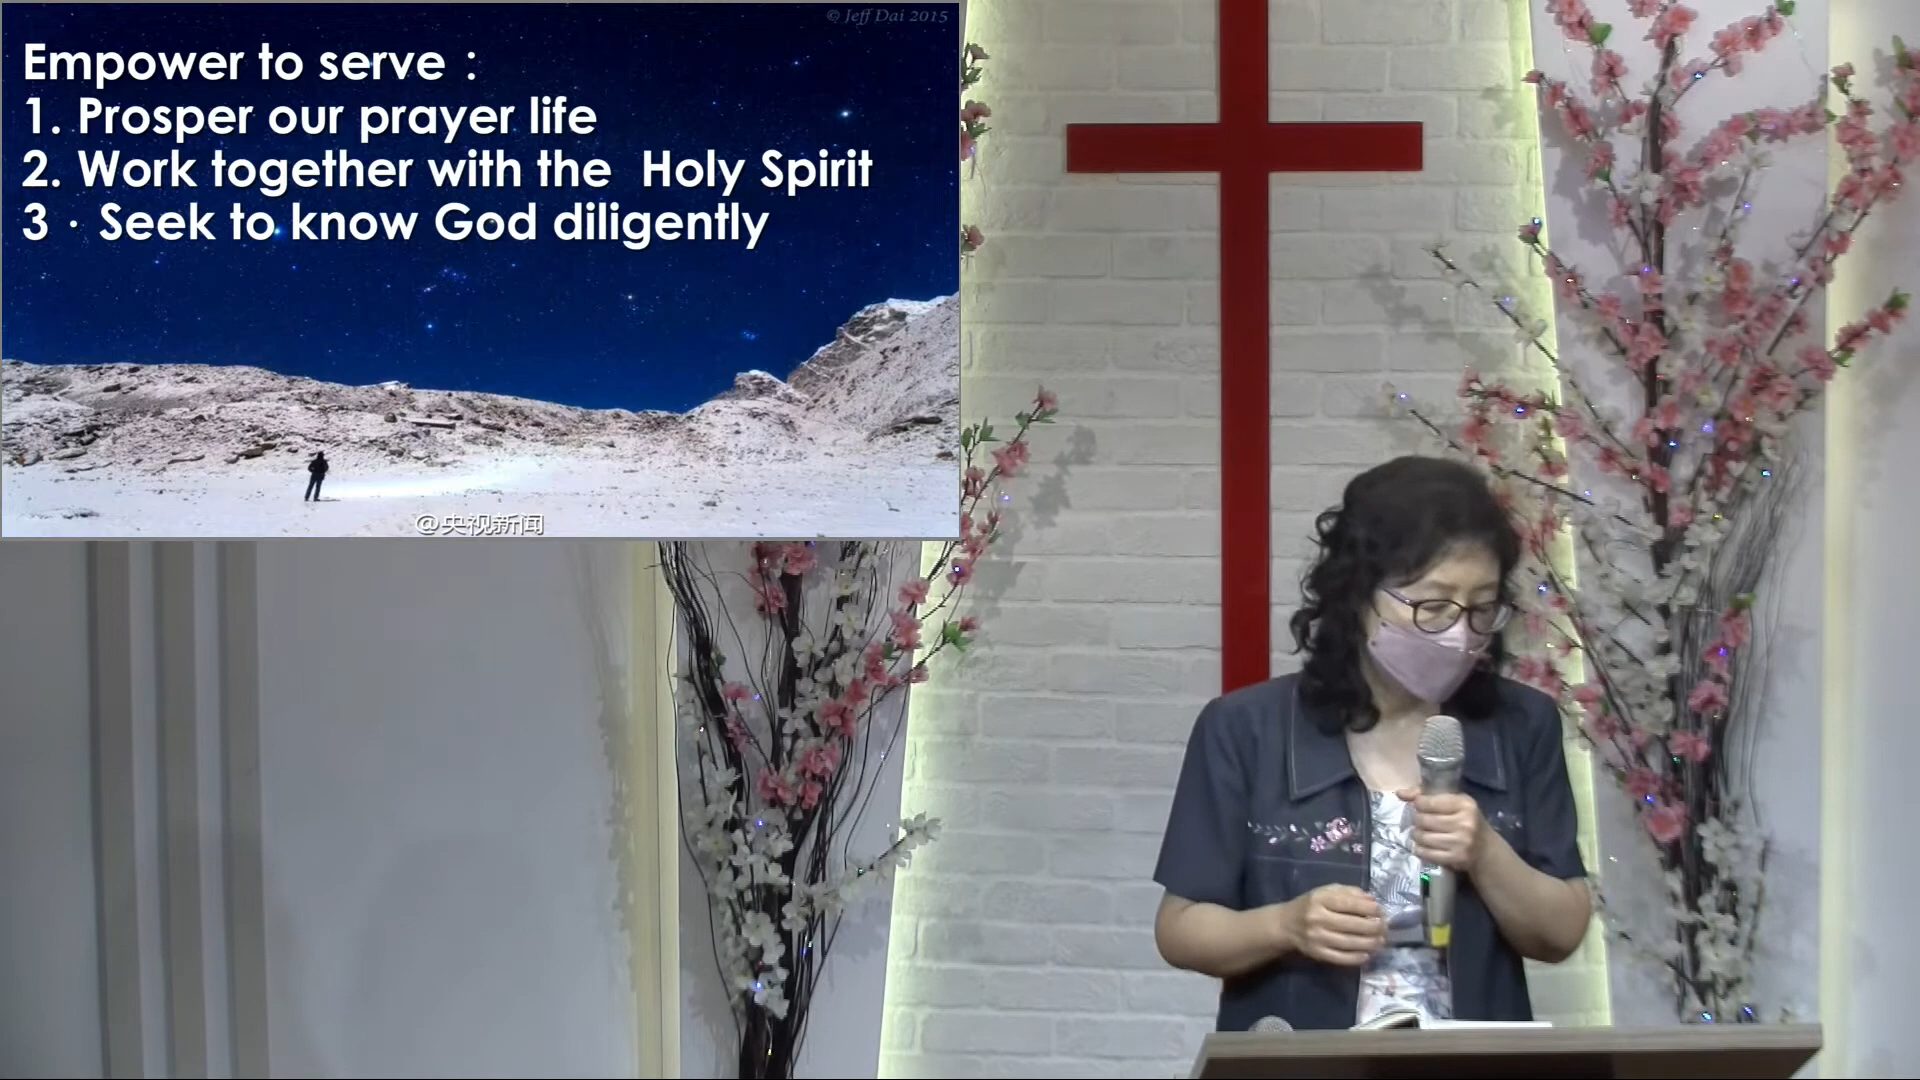 © Jeff Dai 2015
Empower to serve：
1. Prosper our prayer life
2. Work together with the  Holy Spirit
3 · Seek to know God diligently
@央视新闻